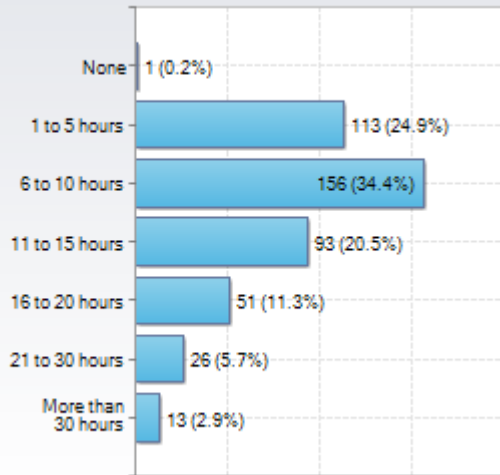 None 1 (0.2%)
1 to 5 hours 113 (24.9%)
6 to 10 hours 156 (34.4%)
11 to 15 hours 93 (20.5%)
16 to 20 hours 51 (11.3%)
21 to 30 hours 26 (5.7%)
More than
30 hours 13 (2.9%)